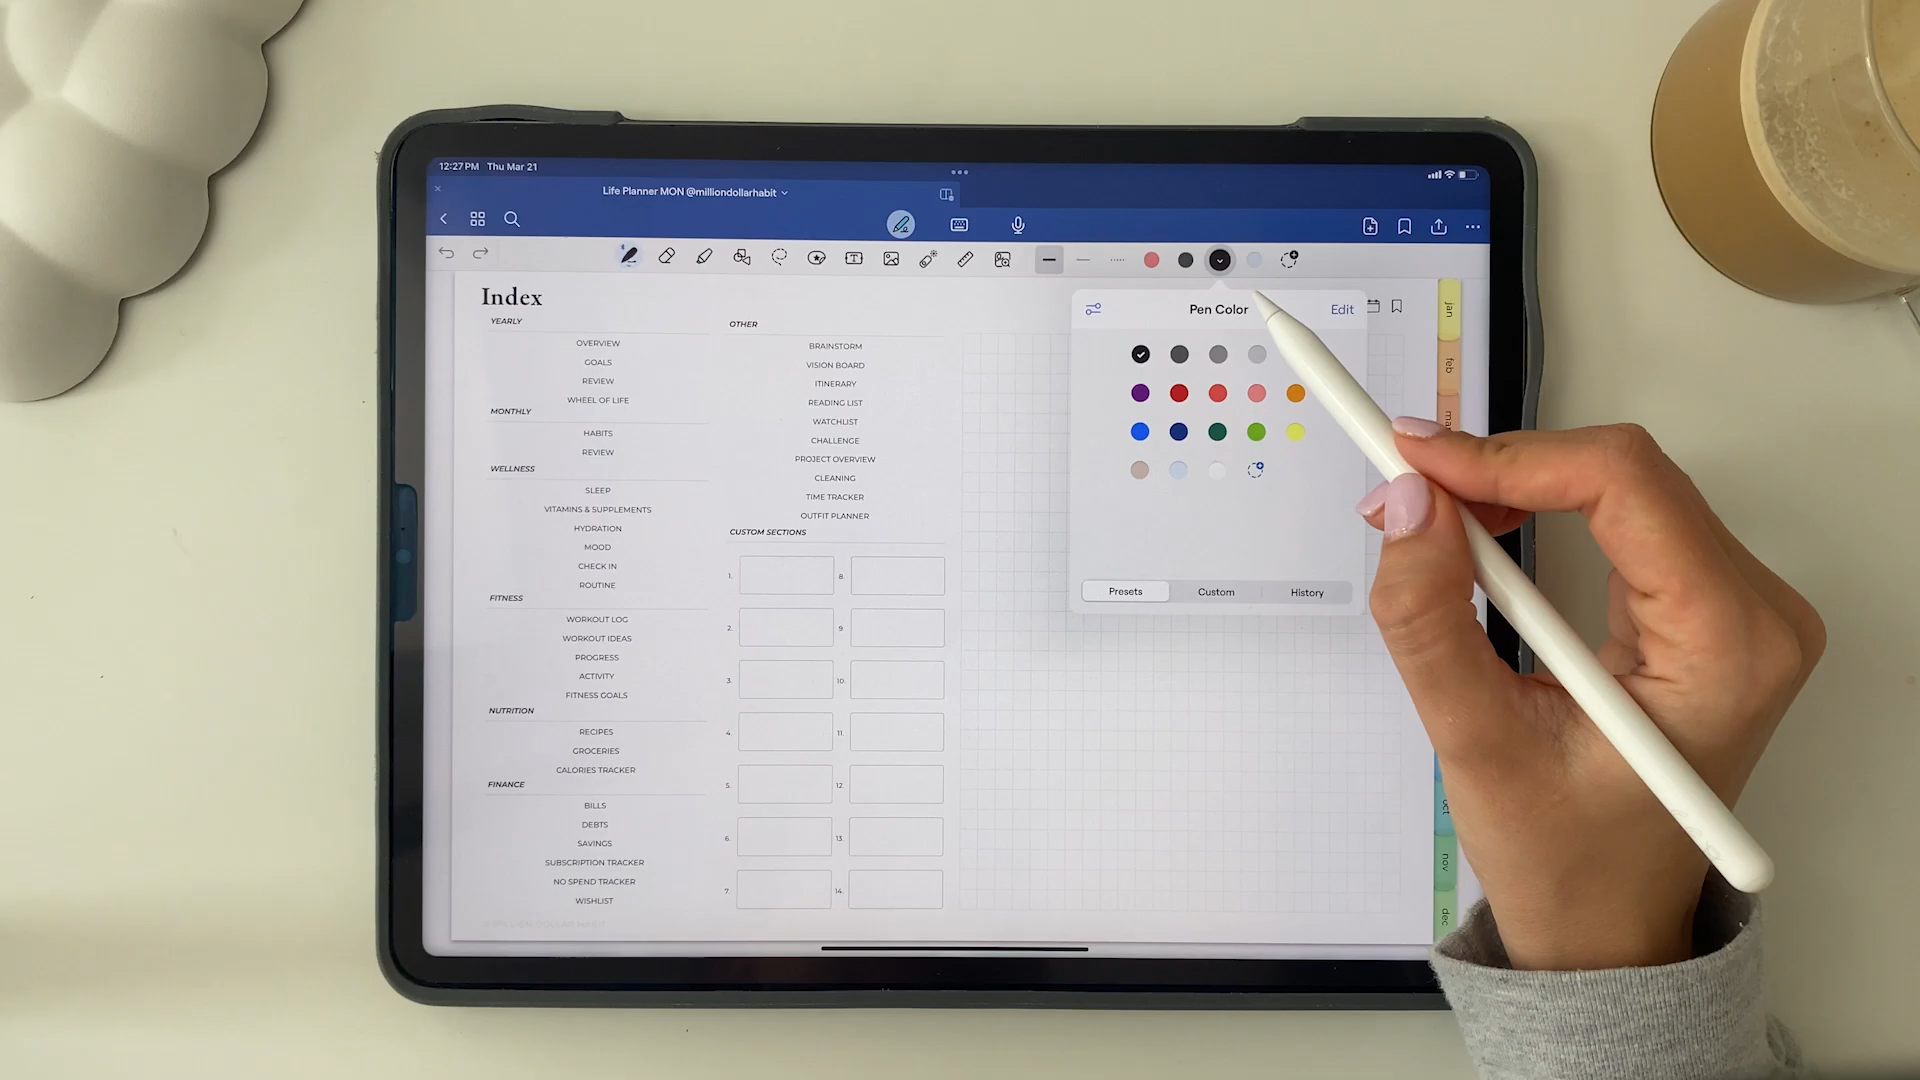 12:27 PM Thu Mar 21
Life Planner MON @milliondollarhabit
Index
YEARLY
OVERVIEW
GOALS
REVIEW
WHEEL OF LIFE
MONTHLY
HABITS
REVIEW
WELLNESS
SLEEP
VITAMINS & SUPPLEMENTS
HYDRATION
MOOD
CHECK IN
ROUTINE
FITNESS
WORKOUT LOG
WORKOUT IDEAS
PROGRESS
ACTIVITY
FITNESS GOALS
NUTRITION
RECIPES
GROCERIES
CALORIES TRACKER
FINANCE
BILLS
DEBTS
SAVINGS
SUBSCRIPTION TRACKER
NO SPEND TRACKER
WISHLIST
© MILLION DOLLAR HABIT
OTHER
BRAINSTORM
VISION BOARD
ITINERARY
READING LIST
WATCHLIST
CHALLENGE
PROJECT OVERVIEW
CLEANING
TIME TRACKER
OUTFIT PLANNER
CUSTOM SECTIONS
1. 8.
2. 9.
3. 10.
4. 11.
5. 12.
6. 13.
7. 14.
Pen Color
Edit
Presets Custom History
jan
feb
mar
oct
nov
dec